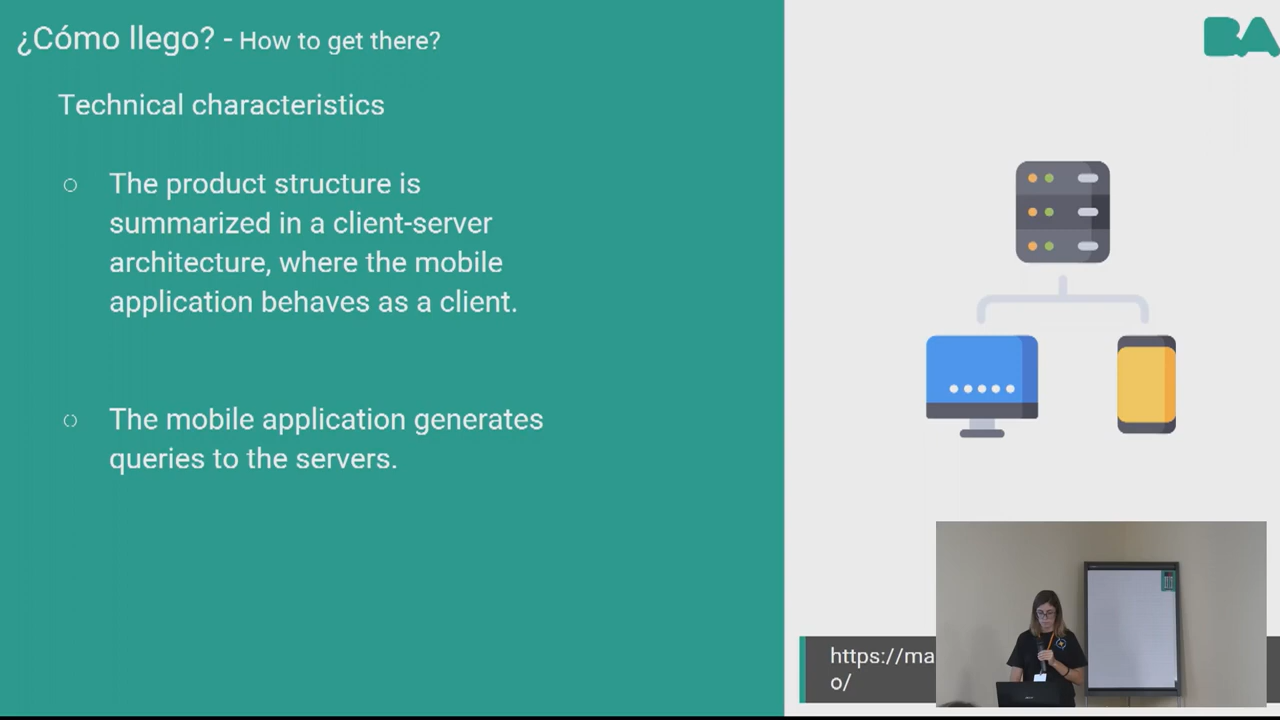 ¿Cómo llego? - How to get there?
BA
Technical characteristics
The product structure is
summarized in a client-server
architecture, where the mobile
application behaves as a client.
The mobile application generates
queries to the servers.
https://ma
o/